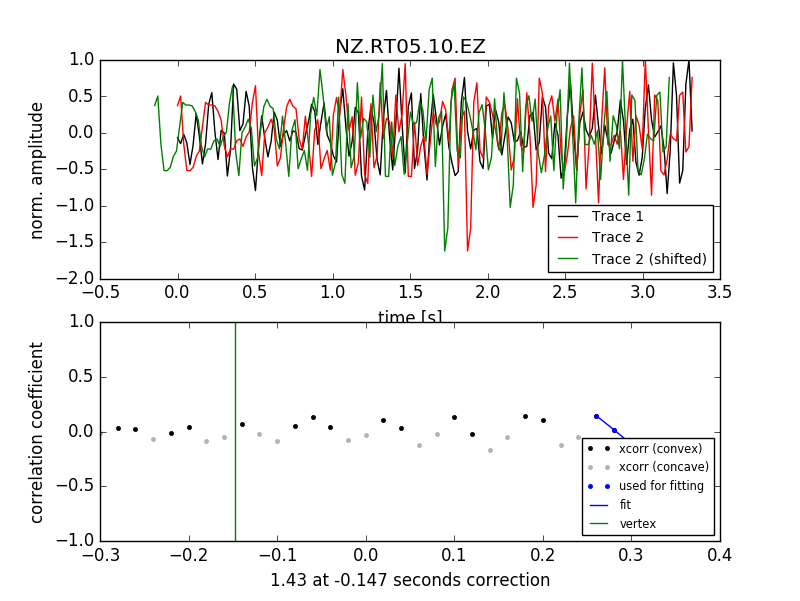 NZ.RT05.10.EZ
1.0
0.5
0.0
−0.5
−1.0
−1.5
−2.0
norm. amplitude
Trace 1
Trace 2
Trace 2 (shifted)
−0.5 0.0 0.5 1.0 1.5 2.0 2.5 3.0 3.5
time [s]
1.0
0.5
0.0
−0.5
−1.0
correlation coefficient
xcorr (convex)
xcorr (concave)
used for fitting
fit
vertex
−0.3 −0.2 −0.1 0.0 0.1 0.2 0.3 0.4
1.43 at -0.147 seconds correction